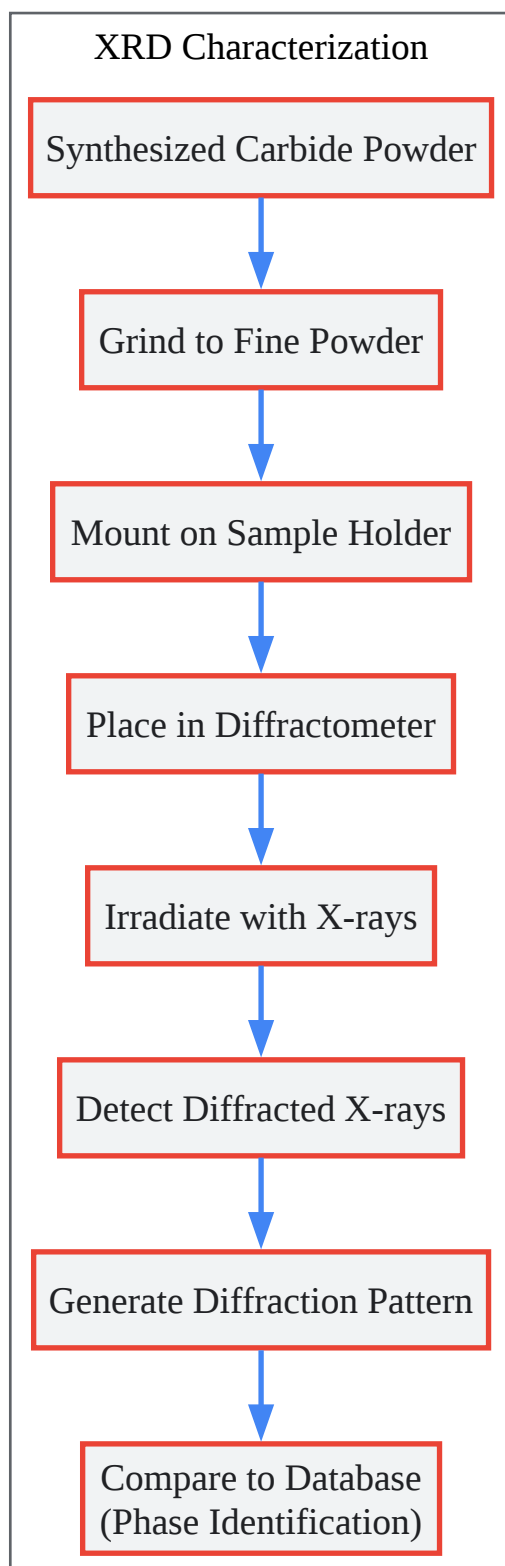 XRD Characterization
Synthesized Carbide Powder
Grind to Fine Powder
Mount on Sample Holder
Place in Diffractometer
Irradiate with X-rays
Detect Diffracted X-rays
Generate Diffraction Pattern
Compare to Database
(Phase Identification)